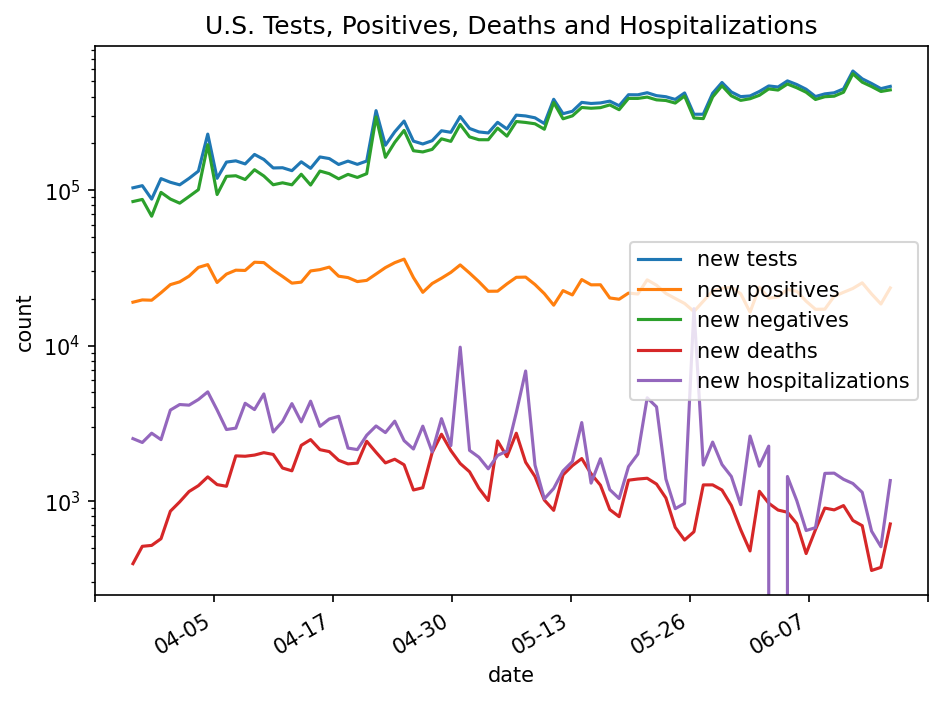 U.S. Tests, Positives, Deaths and Hospitalizations
10^5
10^4
10^3
count
new tests
new positives
new negatives
new deaths
new hospitalizations
04-05
04-17
04-30
05-13
05-26
06-07
date